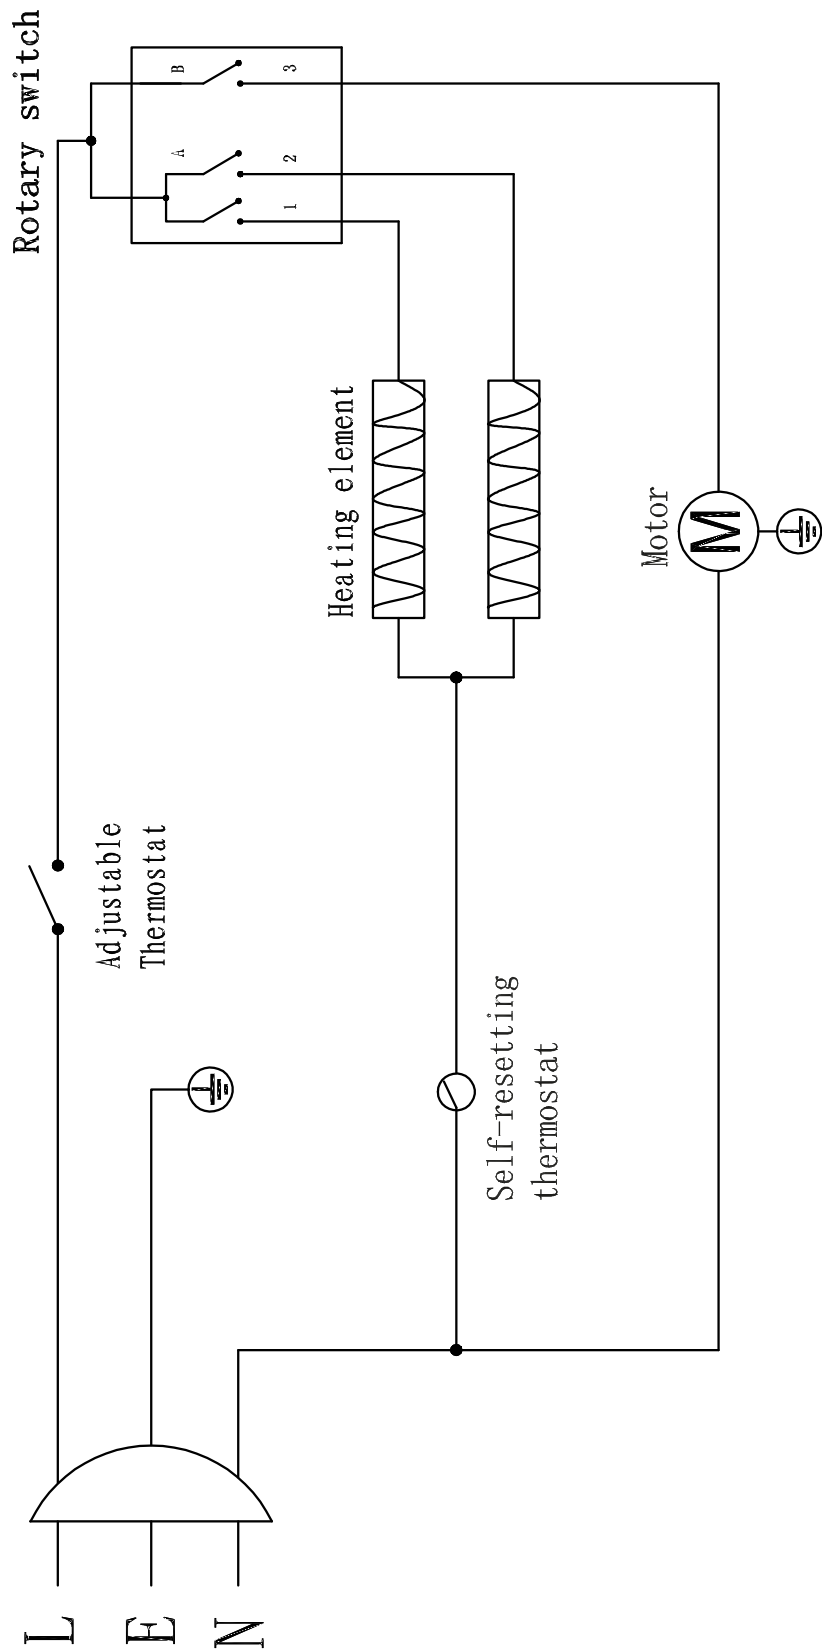 Rotary switch
B
3
A
2
1
Heating element
Motor
M
Adjustable
Thermostat
Self-resetting
thermostat
L
E
N